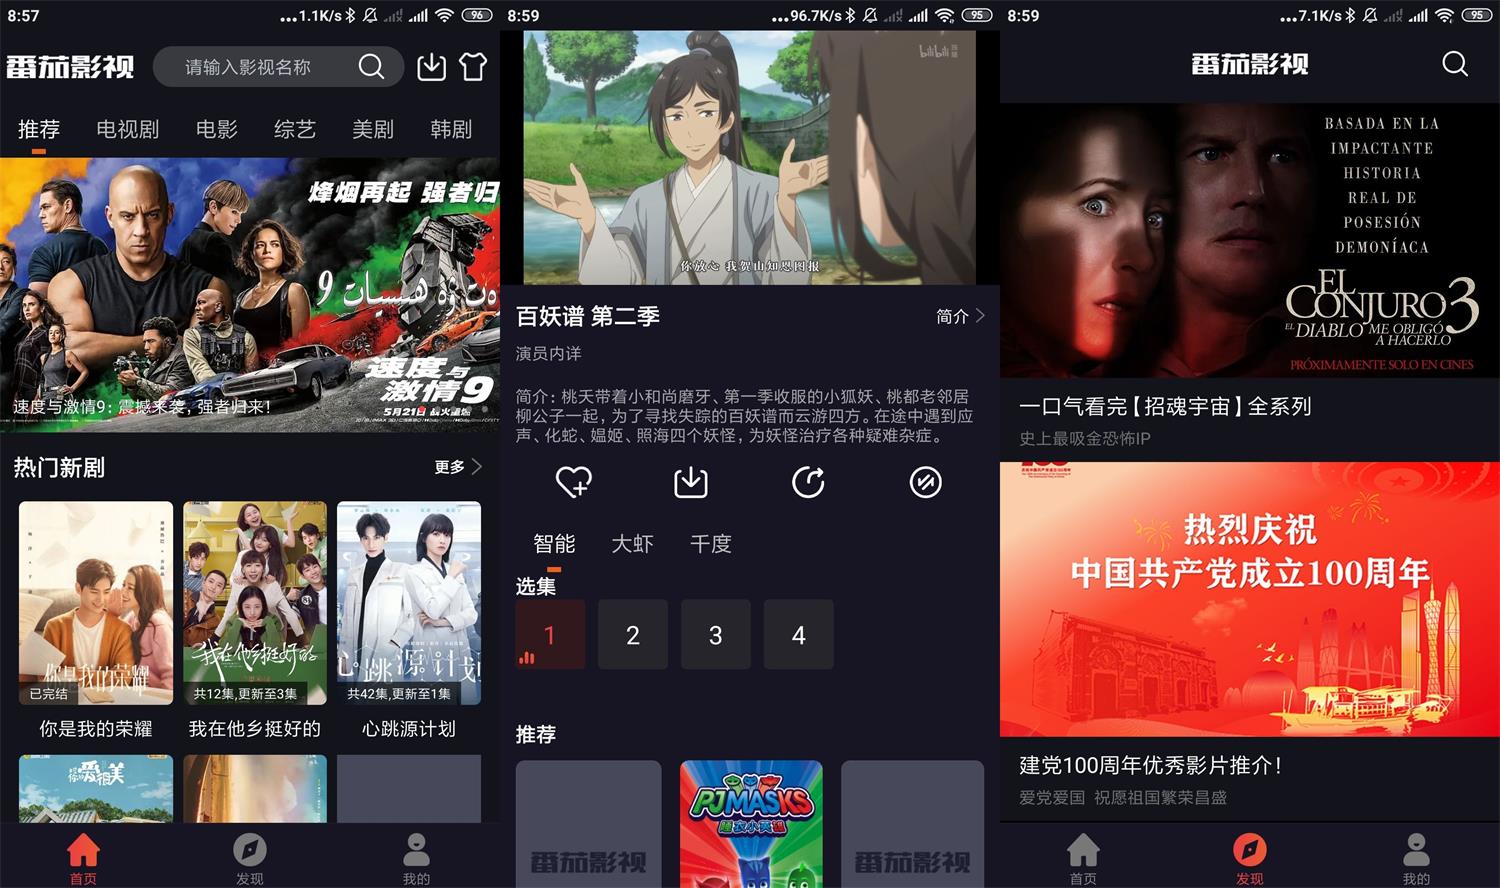 8:57
1.1K/s
96
番茄影视
请输入影视名称
推荐
电视剧
电影
综艺
美剧
韩剧
烽烟再起 强者归
9
速度与激情9
5月21日
速度与激情9：震撼来袭，强者归来！
热门新剧
更多
你是我的荣耀
已完结
我在他乡挺好的
共12集,更新至3集
心跳源计划
共42集,更新至1集
你是我的荣耀
我在他乡挺好的
心跳源计划
首页
发现
我的
8:59
96.7K/s
95
bilibili
你放心 我贺山知恩图报
百妖谱 第二季
简介
演员内详
简介：桃夭带着小和尚磨牙、第一季收服的小狐妖、桃都老邻居
柳公子一起，为了寻找失踪的百妖谱而云游四方。在途中遇到应
声、化蛇、媪姬、照海四个妖怪，为妖怪治疗各种疑难杂症。
智能
大虾
千度
选集
1
2
3
4
推荐
番茄影视
PJMASKS
睡衣小英雄
番茄影视
8:59
7.1K/s
95
番茄影视
BASADA EN LA
IMPACTANTE
HISTORIA
REAL DE
POSESIÓN
DEMONÍACA
EL
CONJURO 3
EL DIABLO ME OBLIGÓ
A HACERLO
PRÓXIMAMENTE SOLO EN CINES
一口气看完【招魂宇宙】全系列
史上最吸金恐怖IP
热烈庆祝
中国共产党成立100周年
建党100周年优秀影片推介！
爱党爱国 祝愿祖国繁荣昌盛
首页
发现
我的